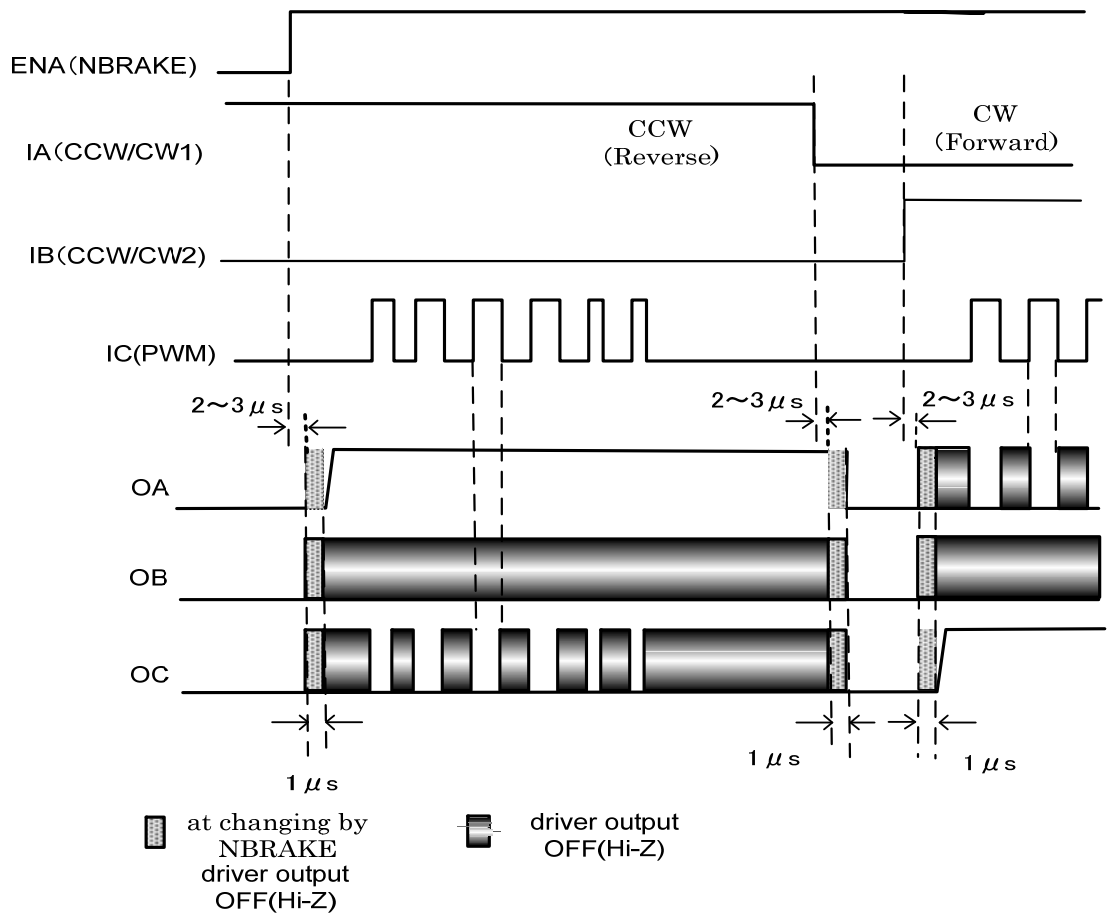 ENA(NBRAKE)
IA(CCW/CW1)
CCW
(Reverse)
CW
(Forward)
IB(CCW/CW2)
IC(PWM)
2~3μs
2~3μs
2~3μs
OA
OB
OC
1μs
1μs
1μs
at changing by
NBRAKE
driver output
OFF(Hi-Z)
driver output
OFF(Hi-Z)